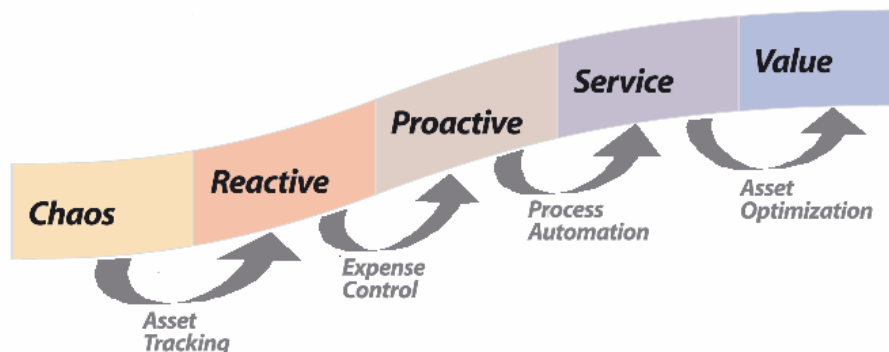 Chaos
Reactive
Proactive
Service
Value
Asset
Tracking
Expense
Control
Process
Automation
Asset
Optimization